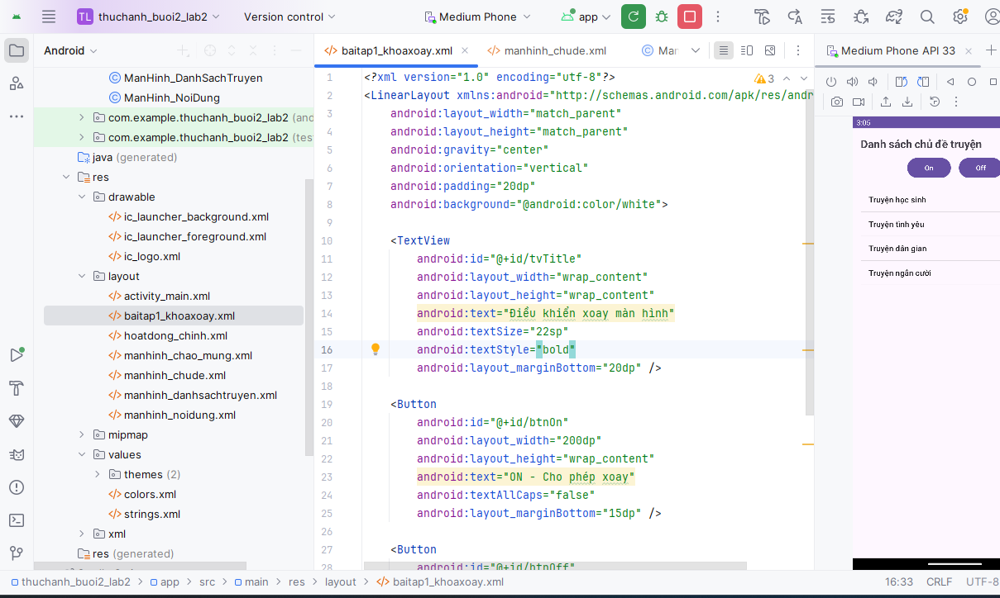 TL thuchanh_buoi2_lab2 Version control Medium Phone app
Android
baitap1_khoaxoay.xml manhinh_chude.xml Mar Medium Phone API 33
ManHinh_DanhSachTruyen
ManHinh_NoiDung
com.example.thuchanh_buoi2_lab2 (and
com.example.thuchanh_buoi2_lab2 (tes
java (generated)
res
drawable
ic_launcher_background.xml
ic_launcher_foreground.xml
ic_logo.xml
layout
activity_main.xml
baitap1_khoaxoay.xml
hoatdong_chinh.xml
manhinh_chao_mung.xml
manhinh_chude.xml
manhinh_danhsachtruyen.xml
manhinh_noidung.xml
mipmap
values
themes (2)
colors.xml
strings.xml
xml
res (generated)
3
1 <?xml version="1.0" encoding="utf-8"?>
2 <LinearLayout xmlns:android="http://schemas.android.com/apk/res/andr
3 android:layout_width="match_parent"
4 android:layout_height="match_parent"
5 android:gravity="center"
6 android:orientation="vertical"
7 android:padding="20dp"
8 android:background="@android:color/white">
9
10 <TextView
11 android:id="@+id/tvTitle"
12 android:layout_width="wrap_content"
13 android:layout_height="wrap_content"
14 android:text="Điều khiển xoay màn hình"
15 android:textSize="22sp"
16 android:textStyle="bold"
17 android:layout_marginBottom="20dp" />
18
19 <Button
20 android:id="@+id/btnOn"
21 android:layout_width="200dp"
22 android:layout_height="wrap_content"
23 android:text="ON - Cho phép xoay"
24 android:textAllCaps="false"
25 android:layout_marginBottom="15dp" />
26
27 <Button
28 android:id="@+id/btnOff"
3:05
Danh sách chủ đề truyện
On Off
Truyện học sinh
Truyện tình yêu
Truyện dân gian
Truyện ngắn cười
thuchanh_buoi2_lab2 > app > src > main > res > layout > baitap1_khoaxoay.xml 16:33 CRLF UTF-8